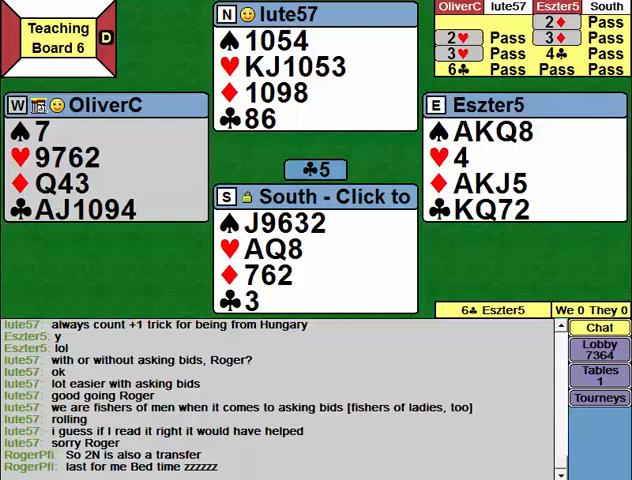 Teaching
Board 6
D
N lute57
♠1054
♥KJ1053
♦1098
♣86
OliverC lute57 Eszter5 South
2♦ Pass
2♥ Pass 3♦ Pass
3♥ Pass 4♣ Pass
6♣ Pass Pass Pass
W OliverC
♠7
♥9762
♦Q43
♣AJ1094
♣5
E Eszter5
♠AKQ8
♥4
♦AKJ5
♣KQ72
S South - Click to
♠J9632
♥AQ8
♦762
♣3
6♣ Eszter5 We 0 They 0
lute57: always count +1 trick for being from Hungary
Eszter5: y
Eszter5: lol
lute57: with or without asking bids, Roger?
lute57: ok
lute57: lot easier with asking bids
lute57: good going Roger
lute57: we are fishers of men when it comes to asking bids [fishers of ladies, too]
lute57: rolling
lute57: i guess if I read it right it would have helped
lute57: sorry Roger
RogerPfi: So 2N is also a transfer
RogerPfi: last for me Bed time zzzzzz
Chat
Lobby
7364
Tables
1
Tourneys